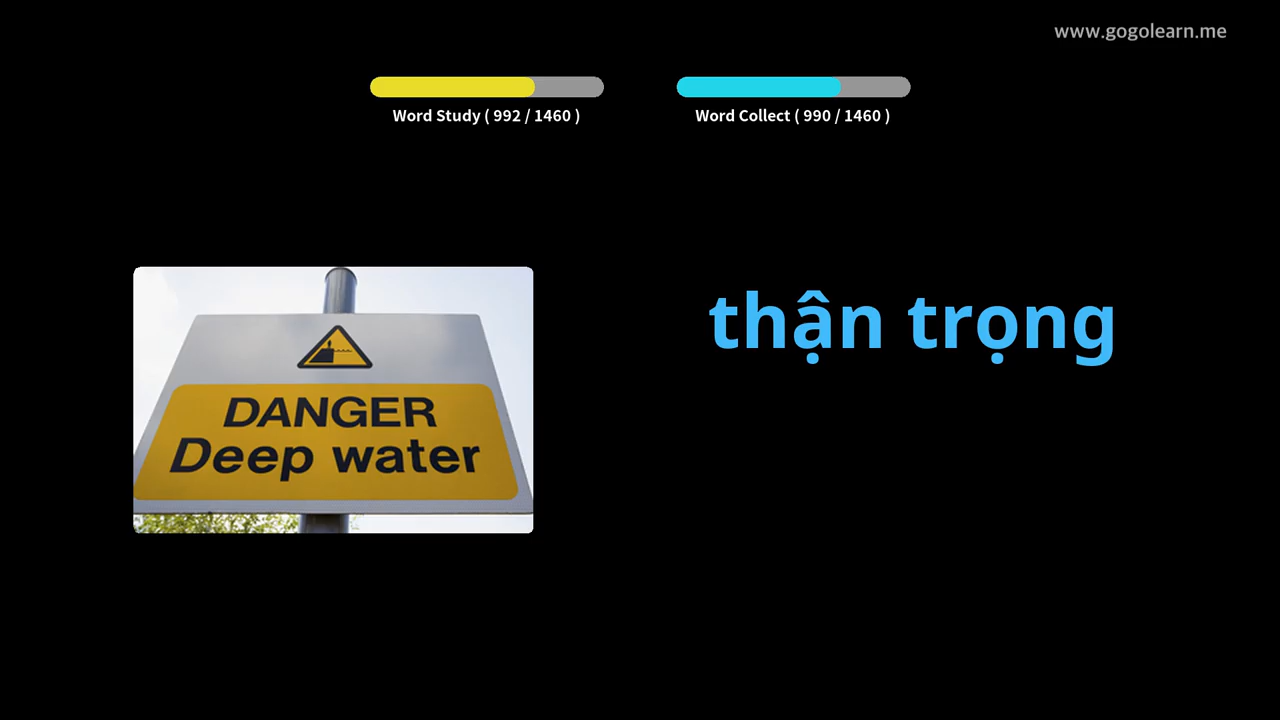 www.gogolearn.me
Word Study ( 992 / 1460 )
Word Collect ( 990 / 1460 )
thận trọng
DANGER
Deep water